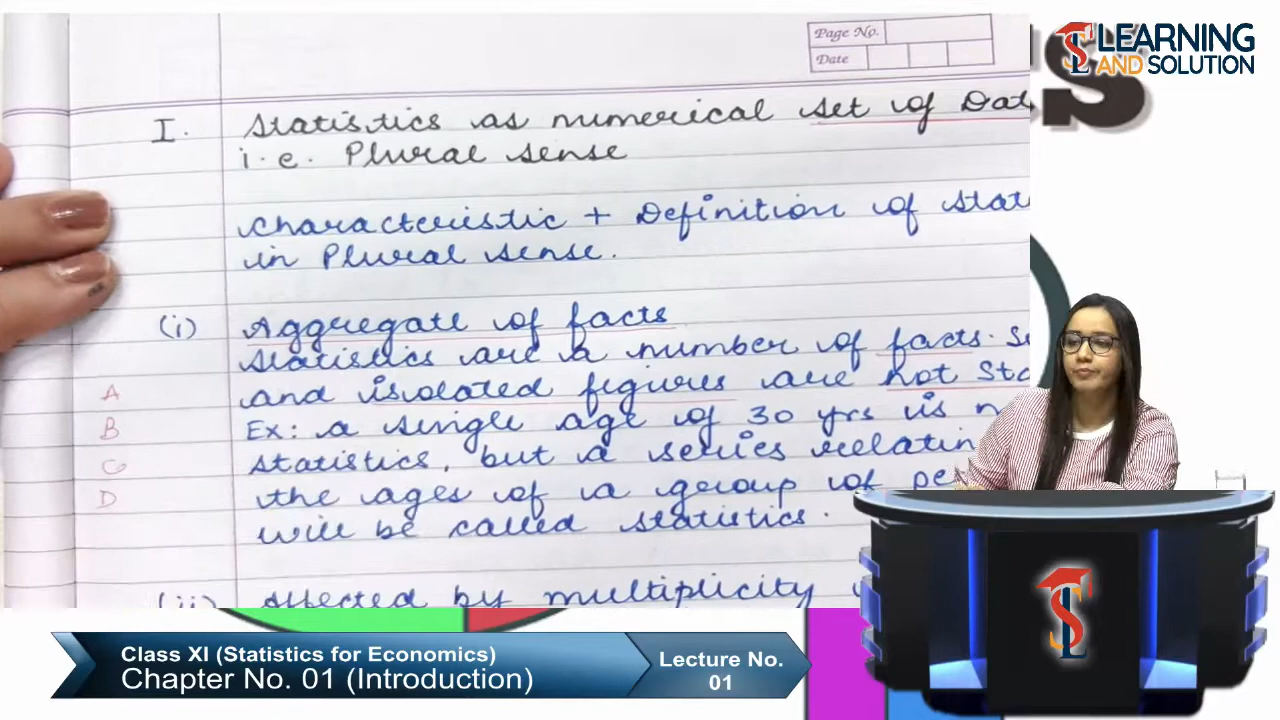 Page No.
Date
LEARNING
AND SOLUTION
I. Statistics as numerical set of Dat
i.e. Plural sense
Characteristic + Definition of Stat
in Plural sense.
(i) Aggregate of facts
Statistics are a number of facts. S
A and isolated figures are not Sta
B Ex: a single age of 30 yrs is n
C statistics, but a series relatin
D the ages of a group of pe
will be called statistics.
(ii) Affected by multiplicity
Class XI (Statistics for Economics)
Chapter No. 01 (Introduction)
Lecture No.
01